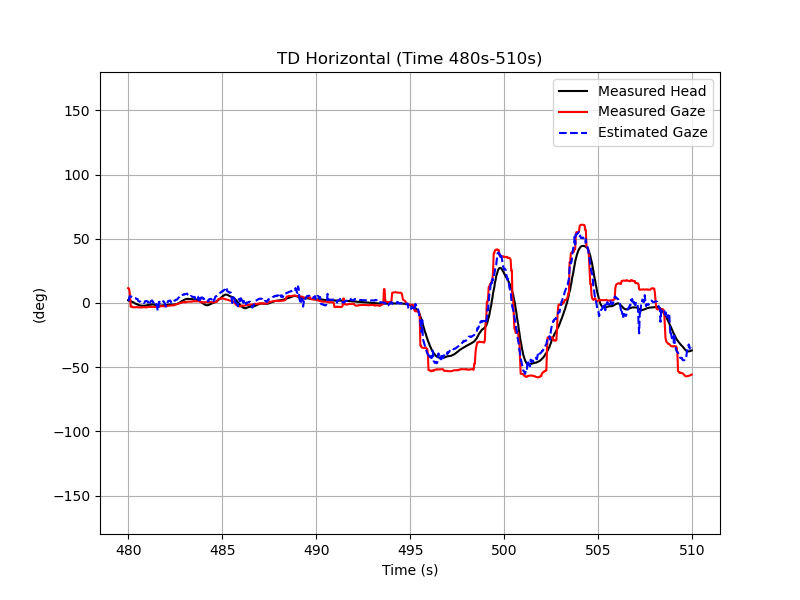 TD Horizontal (Time 480s-510s)
Measured Head
Measured Gaze
Estimated Gaze
150
100
50
0
−50
−100
−150
(deg)
480
485
490
495
500
505
510
Time (s)